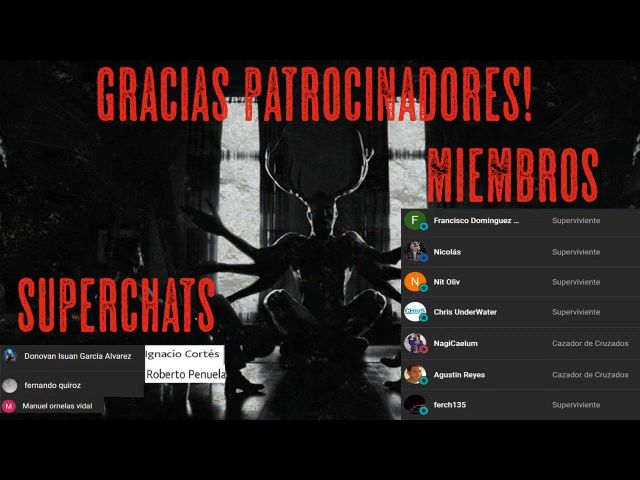 GRACIAS PATROCINADORES!
MIEMBROS
F Francisco Dominguez ... Superviviente
Nicolás Superviviente
N Nit Oliv Superviviente
CHRIS Chris UnderWater Superviviente
NagiCaelum Cazador de Cruzados
Agustin Reyes Cazador de Cruzados
ferch135 Superviviente
SUPERCHATS
Donovan Isuan Garcia Alvarez
Ignacio Cortés
Roberto Penuela
fernando quiroz
M Manuel ornelas vidal